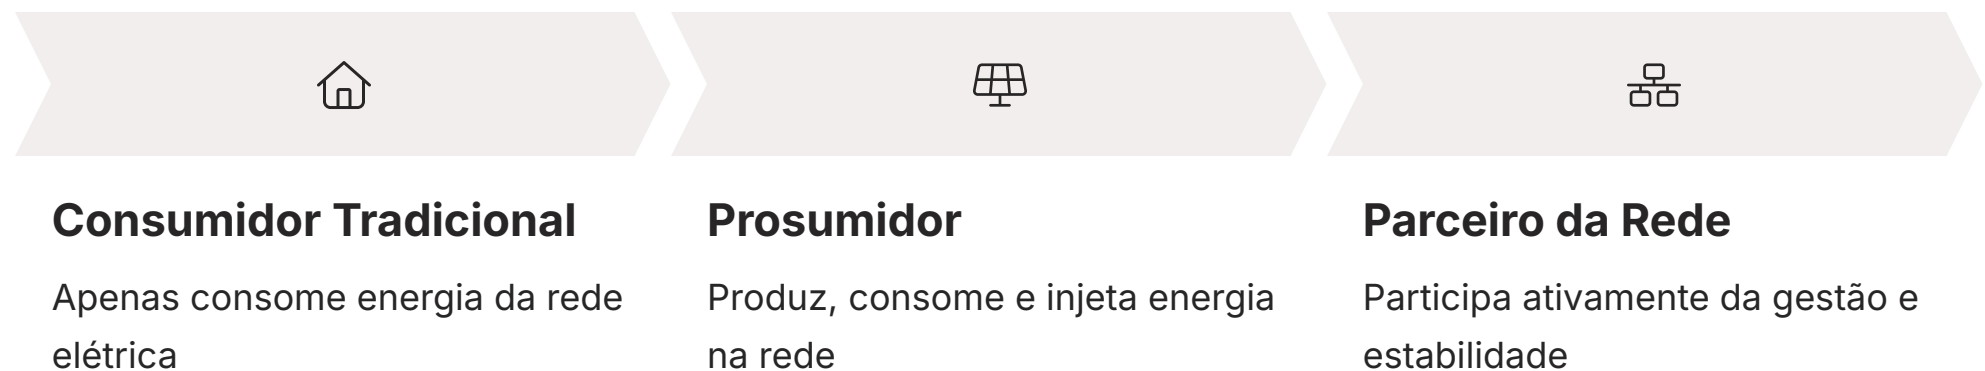 Consumidor Tradicional
Apenas consome energia da rede
elétrica
Prosumidor
Produz, consome e injeta energia
na rede
Parceiro da Rede
Participa ativamente da gestão e
estabilidade